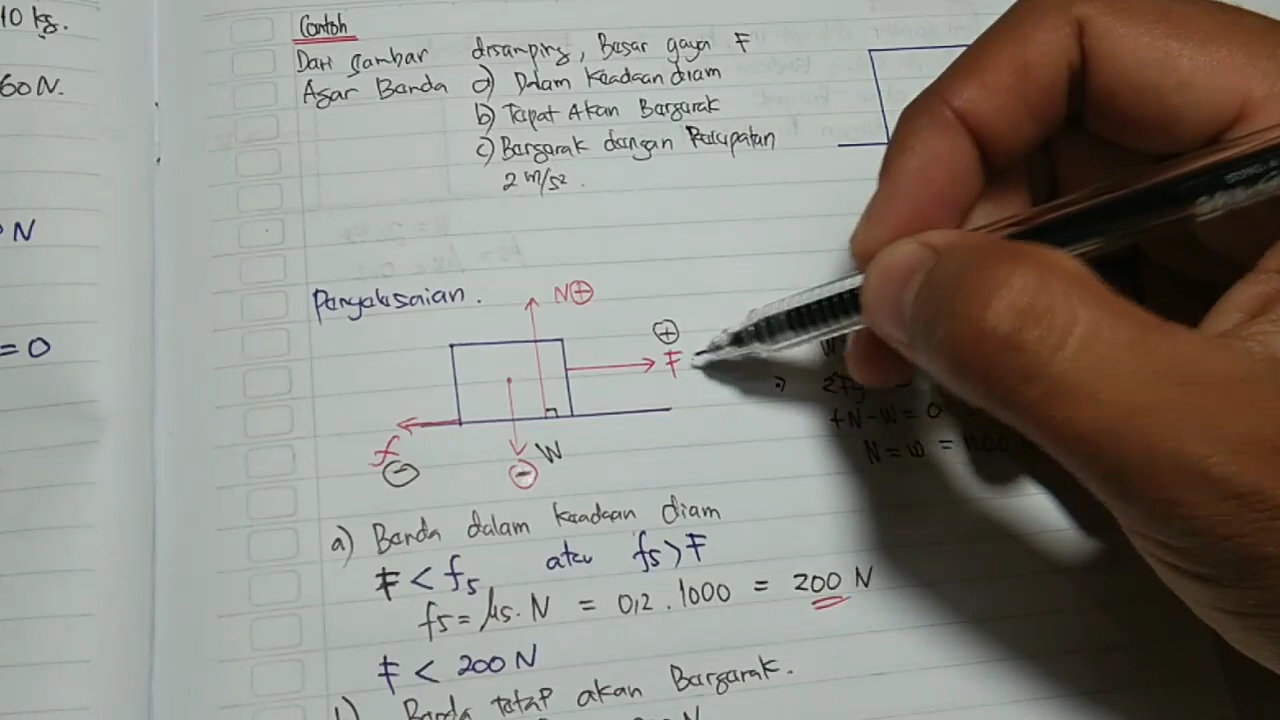 10 kg.
60 N.
N
= 0
Contoh
Dari gambar disamping, Besar gaya F
Agar Benda a) Dalam Keadaan diam
b) Tepat Akan Bergerak
c) Bergerak dengan Percepatan
2 m/s².
Penyelesaian.
N ⊕
⊕
F
f
⊖
W
⊖
+N - W = 0
N = W =
a) Benda dalam keadaan diam
F < fs atau fs > F
fs = μs . N = 0,2 . 1000 = 200 N
F < 200 N
b) Benda tetap akan Bergerak.
N